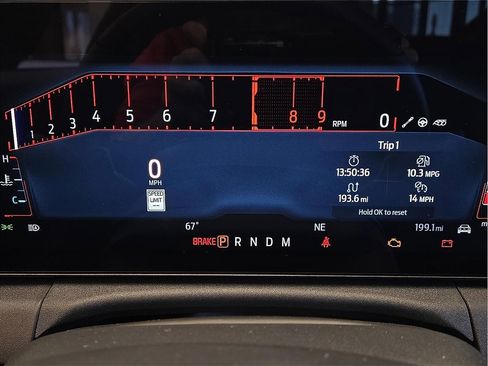 1 2 3 4 5 6 7 8 9 RPM 0
Trip 1
H
0
MPH
13:50:36
10.3 MPG
C
SPEED
LIMIT
--
193.6 mi
14 MPH
Hold OK to reset
67°
NE
199.1 mi
BRAKE P R N D M